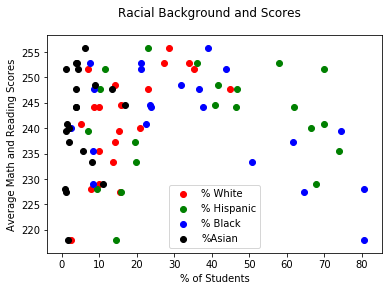 Racial Background and Scores
255
250
245
240
235
230
225
220
Average Math and Reading Scores
% White
% Hispanic
% Black
%Asian
0 10 20 30 40 50 60 70 80
% of Students